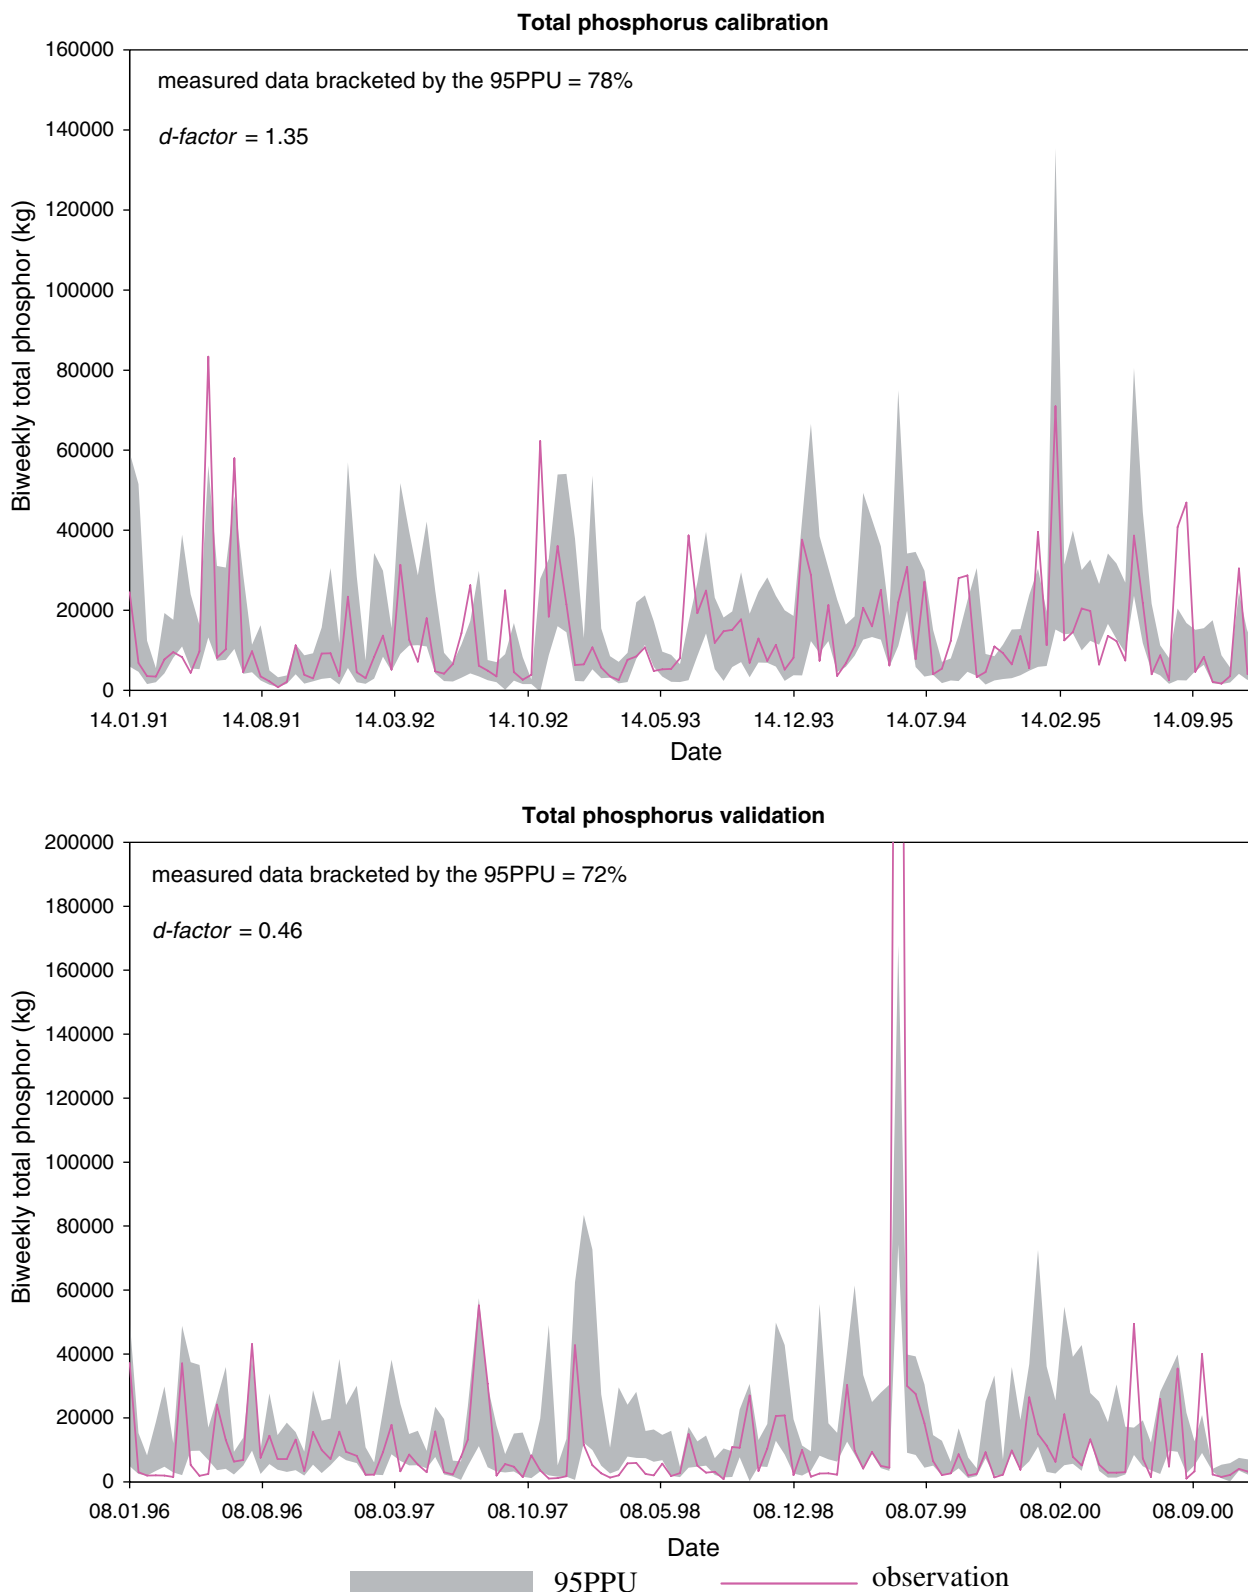 Total phosphorus calibration
160000
measured data bracketed by the 95PPU = 78%
140000
d-factor = 1.35
120000
100000
80000
60000
40000
20000
0
Biweekly total phosphor (kg)
14.01.91 14.08.91 14.03.92 14.10.92 14.05.93 14.12.93 14.07.94 14.02.95 14.09.95
Date
Total phosphorus validation
200000
measured data bracketed by the 95PPU = 72%
180000
d-factor = 0.46
160000
140000
120000
100000
80000
60000
40000
20000
0
Biweekly total phosphor (kg)
08.01.96 08.08.96 08.03.97 08.10.97 08.05.98 08.12.98 08.07.99 08.02.00 08.09.00
Date
95PPU observation